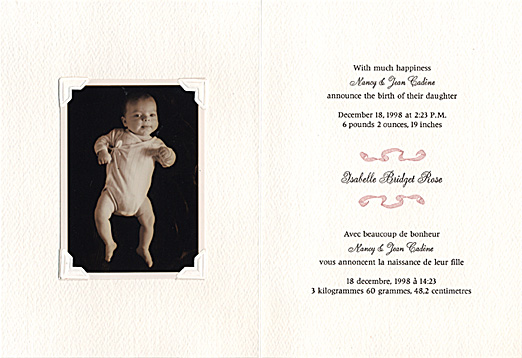 With much happiness
Nancy & Jean Cadène
announce the birth of their daughter
December 18, 1998 at 2:23 P.M.
6 pounds 2 ounces, 19 inches
Isabelle Bridget Rose
Avec beaucoup de bonheur
Nancy & Jean Cadène
vous annoncent la naissance de leur fille
18 decembre, 1998 à 14:23
3 kilogrammes 60 grammes, 48,2 centimetres